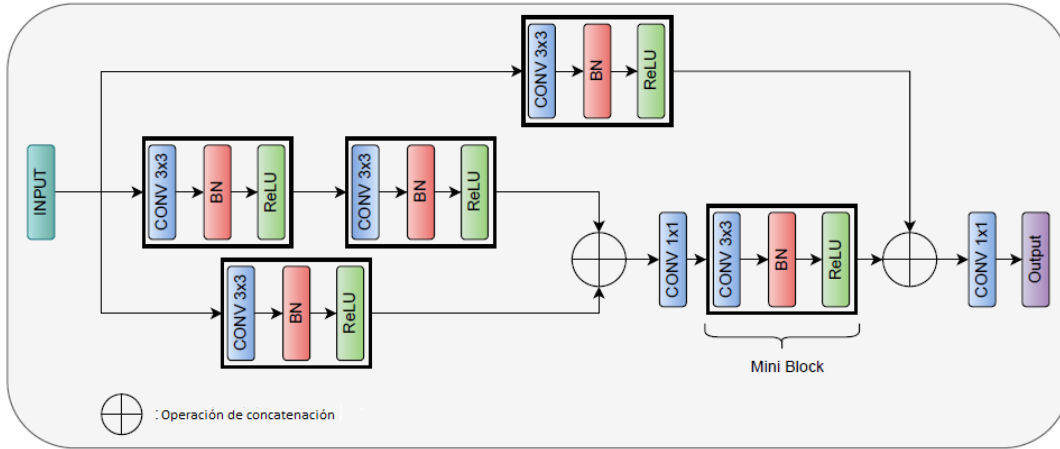 CONV 3x3
BN
ReLU
INPUT
CONV 3x3
BN
ReLU
CONV 3x3
BN
ReLU
CONV 3x3
BN
ReLU
CONV 1x1
CONV 3x3
BN
ReLU
CONV 1x1
Output
Mini Block
: Operación de concatenación